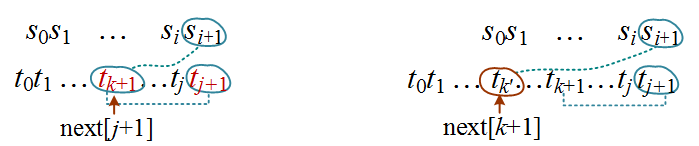 s₀s₁ … sᵢsᵢ₊₁
t₀t₁ … tₖ₊₁…tⱼtⱼ₊₁
next[j+1]
s₀s₁ … sᵢsᵢ₊₁
t₀t₁ … tₖ′…tₖ₊₁…tⱼtⱼ₊₁
next[k+1]